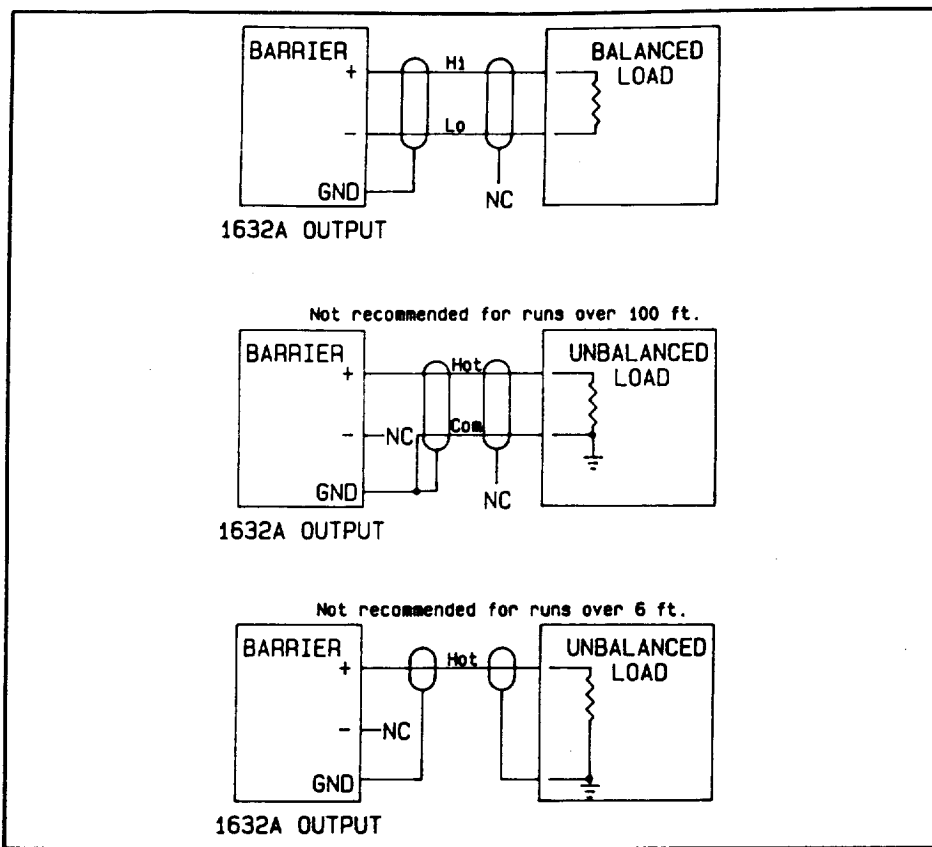 BARRIER
BALANCED
LOAD
+
Hi
-
Lo
GND
NC
1632A OUTPUT
Not recommended for runs over 100 ft.
BARRIER
UNBALANCED
LOAD
+
Hot
-
NC
Com
GND
NC
1632A OUTPUT
Not recommended for runs over 6 ft.
BARRIER
UNBALANCED
LOAD
+
Hot
-
NC
GND
1632A OUTPUT